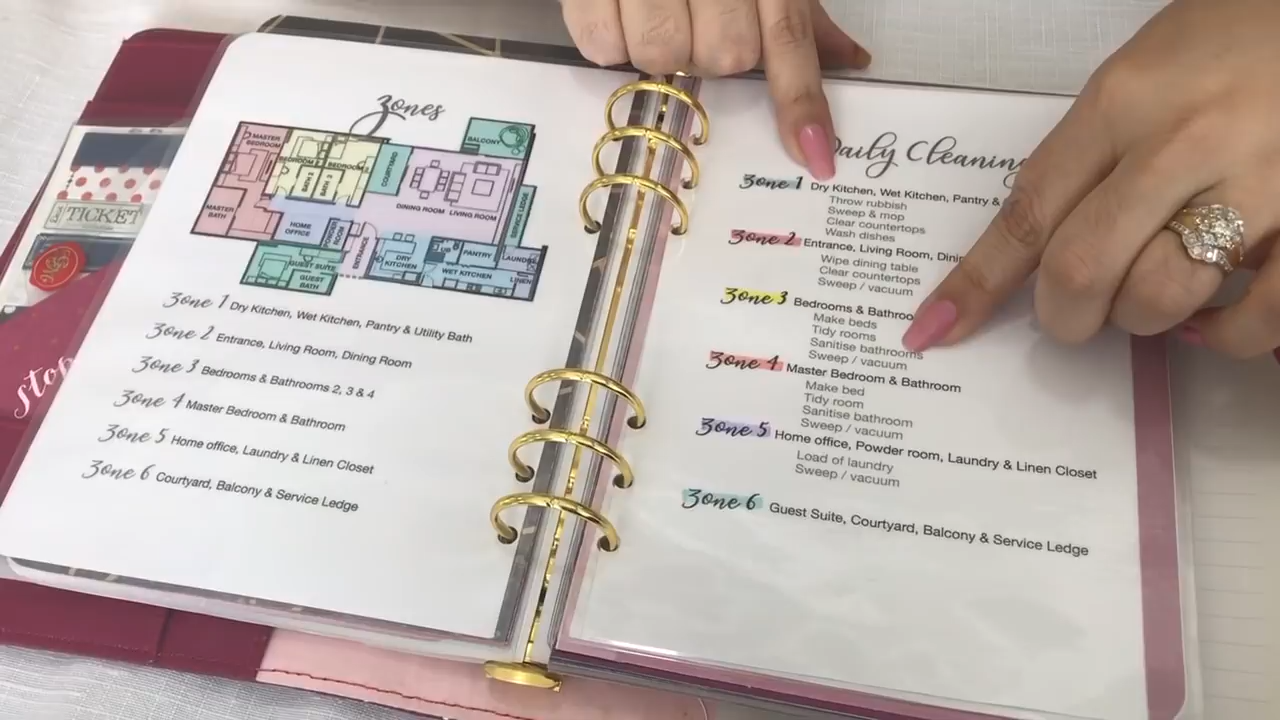 TICKET
stop
Zones
MASTER BEDROOM
BEDROOM 2
BATH 2
BATH 3
COURTYARD
BALCONY
MASTER BATH
HOME OFFICE
POWDER ROOM
DINING ROOM
LIVING ROOM
SERVICE LEDGE
ENTRANCE
GUEST SUITE
GUEST BATH
DRY KITCHEN
PANTRY
WET KITCHEN
LINEN
Zone 1 Dry Kitchen, Wet Kitchen, Pantry & Utility Bath
Zone 2 Entrance, Living Room, Dining Room
Zone 3 Bedrooms & Bathrooms 2, 3 & 4
Zone 4 Master Bedroom & Bathroom
Zone 5 Home office, Laundry & Linen Closet
Zone 6 Courtyard, Balcony & Service Ledge
Daily Cleaning
Zone 1 Dry Kitchen, Wet Kitchen, Pantry &
Throw rubbish
Sweep & mop
Clear countertops
Wash dishes
Zone 2 Entrance, Living Room,
Wipe dining table
Clear countertops
Sweep / vacuum
Zone 3 Bedrooms &
Make beds
Tidy rooms
Sanitise bathrooms
Sweep / vacuum
Zone 4 Master Bedroom & Bathroom
Make bed
Tidy room
Sanitise bathroom
Sweep / vacuum
Zone 5 Home office, Powder room, Laundry & Linen Closet
Load of laundry
Sweep / vacuum
Zone 6 Guest Suite, Courtyard, Balcony & Service Ledge